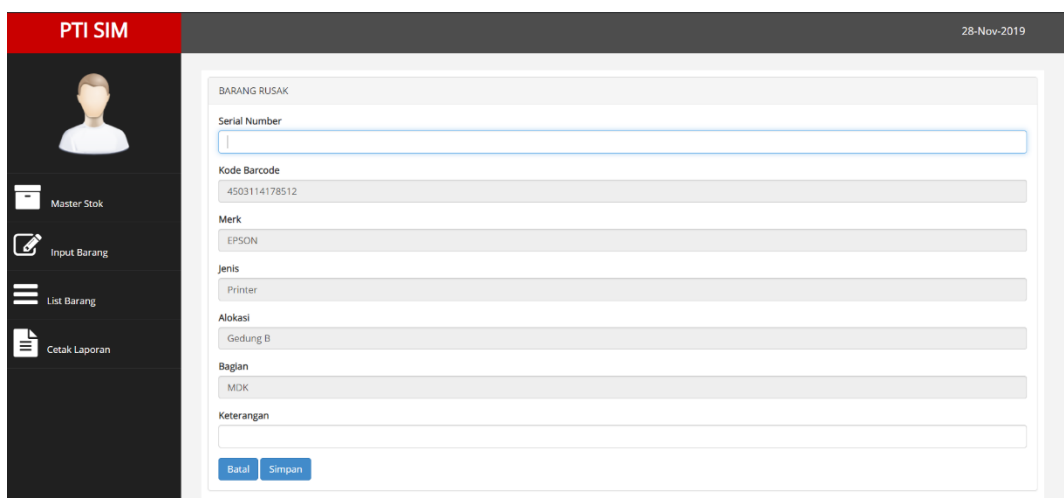 PTI SIM
28-Nov-2019
Master Stok
Input Barang
List Barang
Cetak Laporan
BARANG RUSAK
Serial Number
Kode Barcode
4503114178512
Merk
EPSON
Jenis
Printer
Alokasi
Gedung B
Bagian
MDK
Keterangan
Batal Simpan